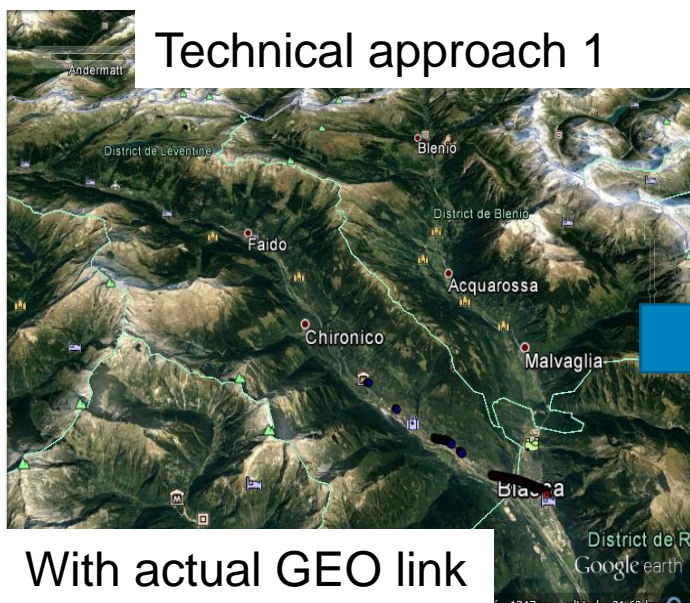 Technical approach 1
Andermatt
Blenio
District de Léventine
District de Blenio
Faido
Acquarossa
Chironico
Malvaglia
District de R
Google earth
With actual GEO link